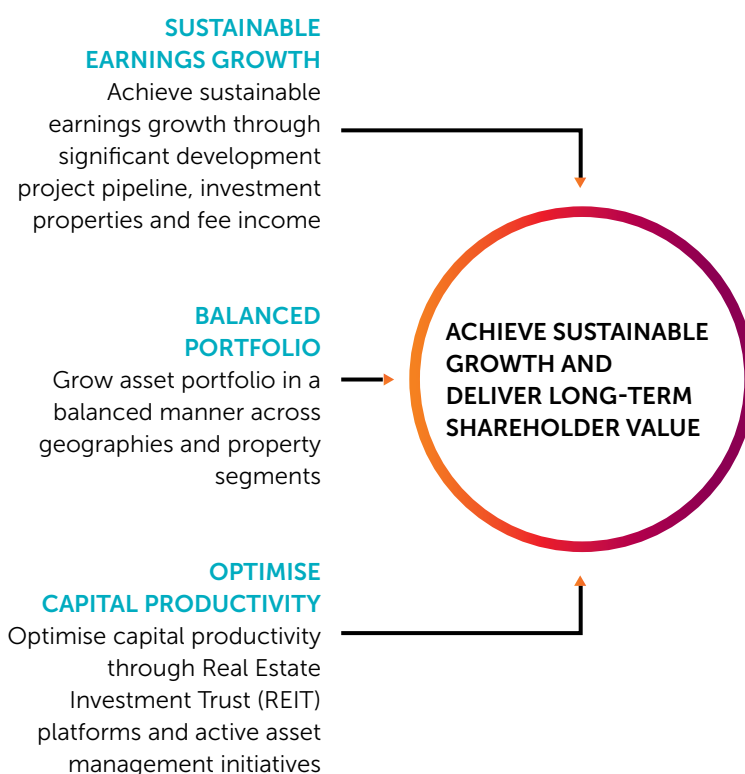 SUSTAINABLE
EARNINGS GROWTH
Achieve sustainable
earnings growth through
significant development
project pipeline, investment
properties and fee income
BALANCED
PORTFOLIO
Grow asset portfolio in a
balanced manner across
geographies and property
segments
OPTIMISE
CAPITAL PRODUCTIVITY
Optimise capital productivity
through Real Estate
Investment Trust (REIT)
platforms and active asset
management initiatives
ACHIEVE SUSTAINABLE
GROWTH AND
DELIVER LONG-TERM
SHAREHOLDER VALUE